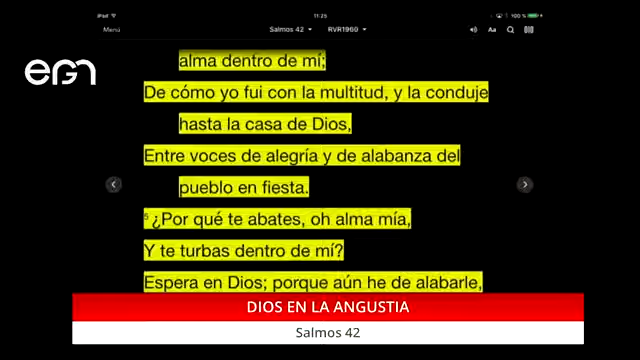 iPad
11:25
100 %
Menú
Salmos 42
RVR1960
Aa
egn
alma dentro de mí;
De cómo yo fui con la multitud, y la conduje
hasta la casa de Dios,
Entre voces de alegría y de alabanza del
pueblo en fiesta.
5 ¿Por qué te abates, oh alma mía,
Y te turbas dentro de mí?
Espera en Dios; porque aún he de alabarle,
DIOS EN LA ANGUSTIA
Salmos 42